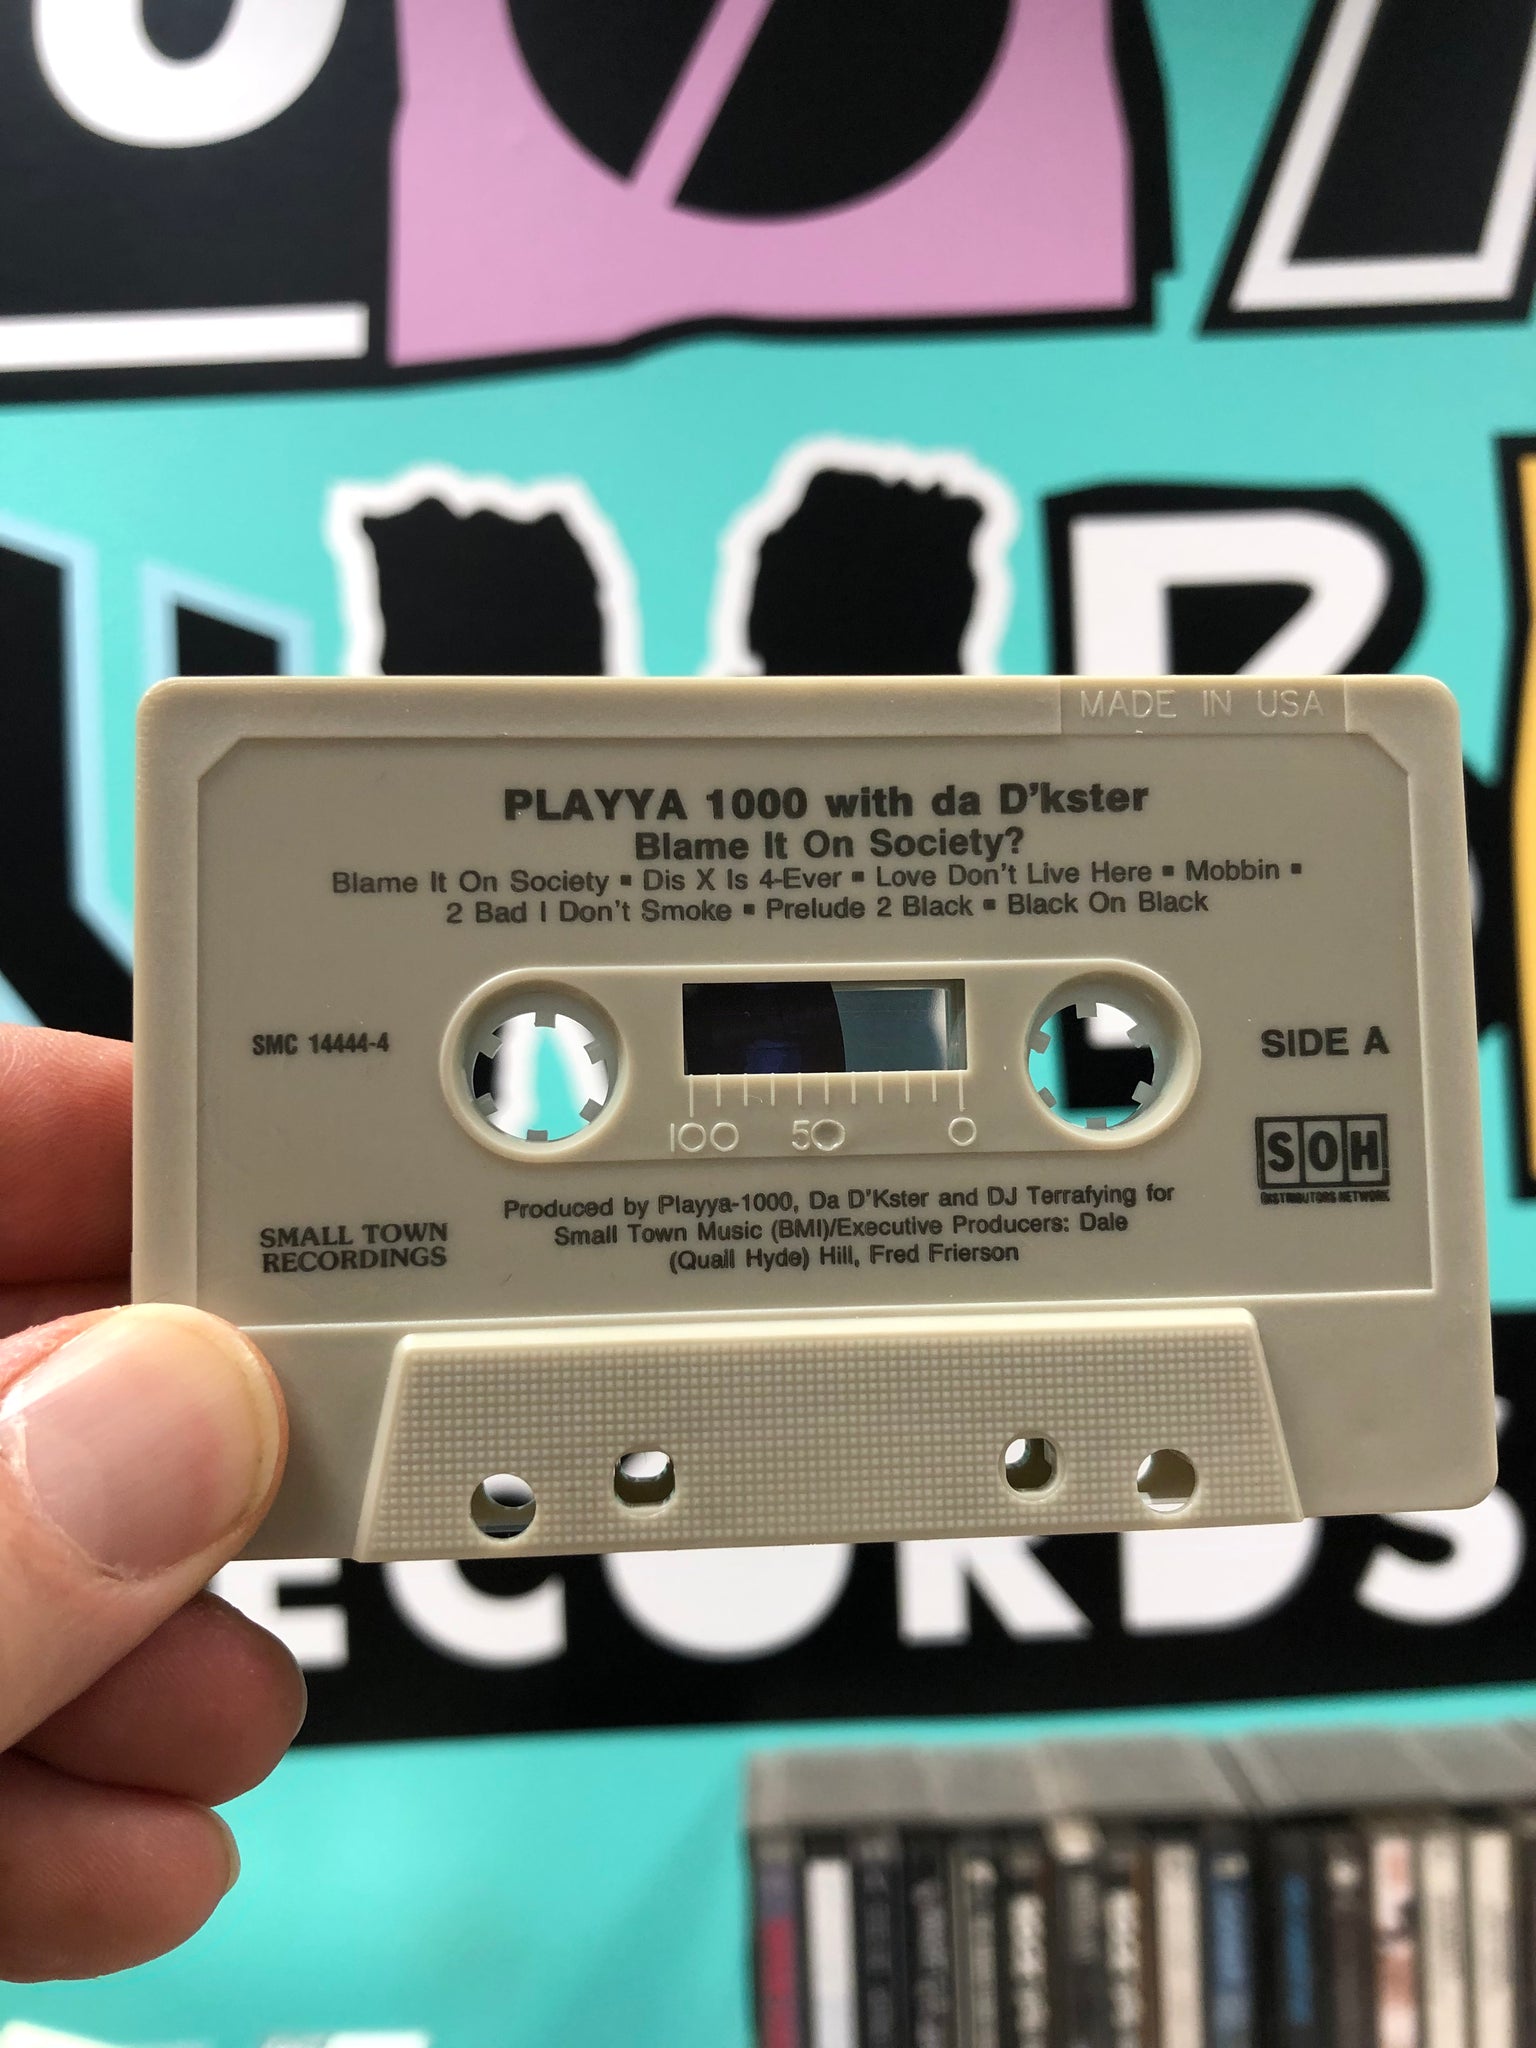 MADE IN USA
PLAYYA 1000 with da D'kster
Blame It On Society?
Blame It On Society ▪ Dis X Is 4-Ever ▪ Love Don't Live Here ▪ Mobbin ▪
2 Bad I Don't Smoke ▪ Prelude 2 Black ▪ Black On Black
SMC 14444-4
SIDE A
100 50 0
SOH
DISTRIBUTORS NETWORK
SMALL TOWN
RECORDINGS
Produced by Playya-1000, Da D'Kster and DJ Terrafying for
Small Town Music (BMI)/Executive Producers: Dale
(Quail Hyde) Hill, Fred Frierson
ECORDS